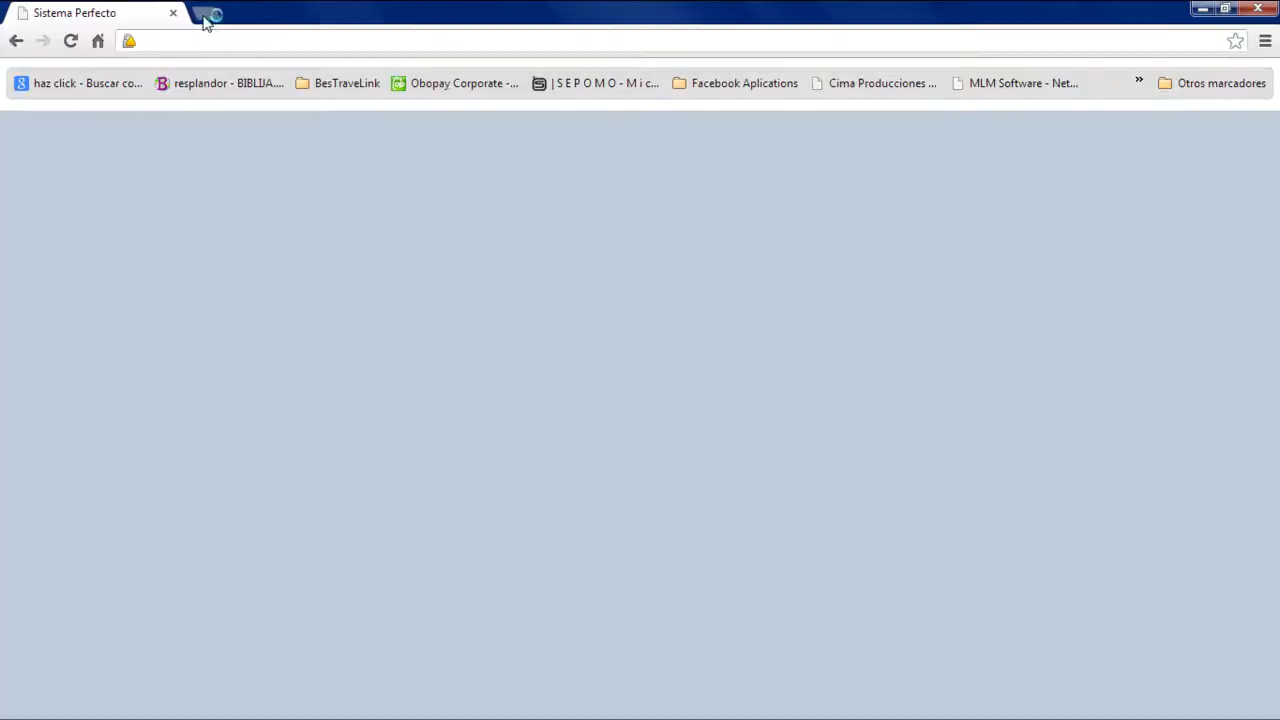 Sistema Perfecto
haz click - Buscar co... resplandor - BIBLIJA.... BesTraveLink Obopay Corporate -... | S E P O M O - M i c... Facebook Aplications Cima Producciones ... MLM Software - Net... » Otros marcadores